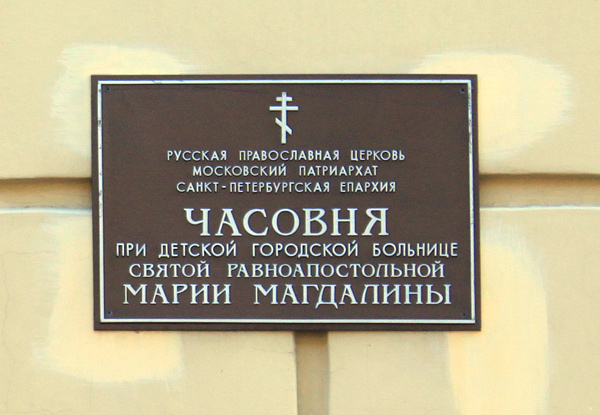 РУССКАЯ ПРАВОСЛАВНАЯ ЦЕРКОВЬ
МОСКОВСКИЙ ПАТРИАРХАТ
САНКТ-ПЕТЕРБУРГСКАЯ ЕПАРХИЯ
ЧАСОВНЯ
ПРИ ДЕТСКОЙ ГОРОДСКОЙ БОЛЬНИЦЕ
СВЯТОЙ РАВНОАПОСТОЛЬНОЙ
МАРИИ МАГДАЛИНЫ